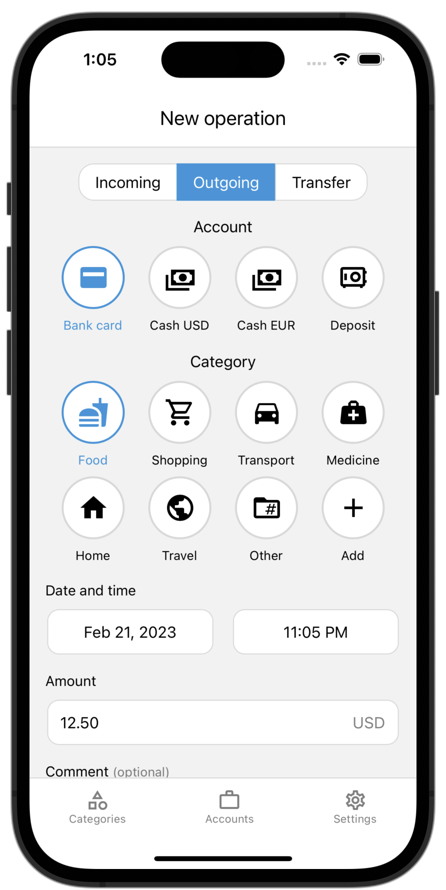 1:05
New operation
Incoming Outgoing Transfer
Account
Bank card Cash USD Cash EUR Deposit
Category
Food Shopping Transport Medicine
Home Travel Other Add
Date and time
Feb 21, 2023 11:05 PM
Amount
12.50 USD
Comment (optional)
Categories Accounts Settings